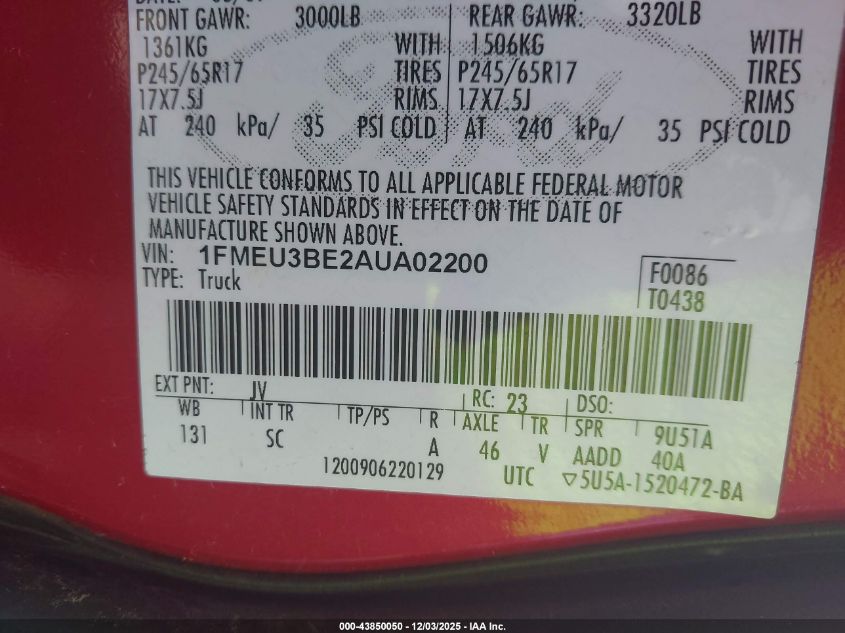 FRONT GAWR: 3000LB REAR GAWR: 3320LB
1361KG WITH 1506KG WITH
P245/65R17 TIRES P245/65R17 TIRES
17X7.5J RIMS 17X7.5J RIMS
AT 240 kPa/ 35 PSI COLD AT 240 kPa/ 35 PSI COLD
THIS VEHICLE CONFORMS TO ALL APPLICABLE FEDERAL MOTOR
VEHICLE SAFETY STANDARDS IN EFFECT ON THE DATE OF
MANUFACTURE SHOWN ABOVE.
VIN: 1FMEU3BE2AUA02200
TYPE: Truck
F0086
T0438
EXT PNT: JV RC: 23 DSO:
WB INT TR TP/PS R AXLE TR SPR 9U51A
131 SC A 46 V AADD 40A
1200906220129 UTC ▽5U5A-1520472-BA
000-43850050 - 12/03/2025 - IAA Inc.